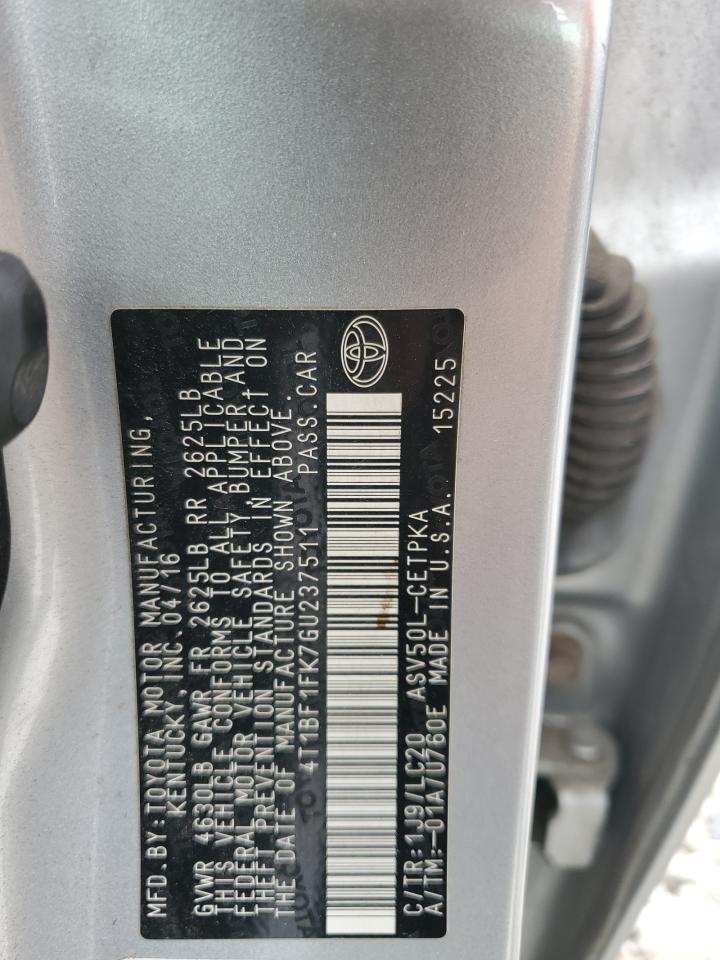 MFD.BY:TOYOTA MOTOR MANUFACTURING,
KENTUCKY,INC.04/16
GVWR 4630LB GAWR FR 2625LB RR 2625LB
THIS VEHICLE CONFORMS TO ALL APPLICABLE
FEDERAL MOTOR VEHICLE SAFETY,BUMPER,AND
THEFT PREVENTION STANDARDS IN EFFECT ON
THE DATE OF MANUFACTURE SHOWN ABOVE.
4T1BF1FK7GU237511 PASS.CAR
C/TR:1J9/LC20 ASV50L-CETPKA
A/TM:-01A/U760E MADE IN U.S.A. 15225